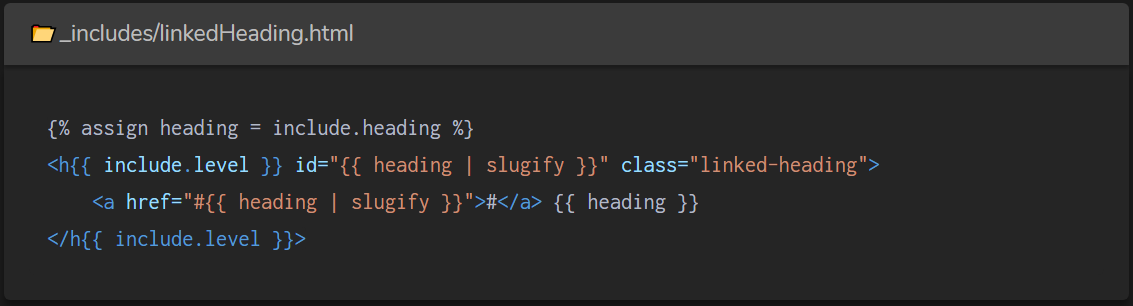 _includes/linkedHeading.html
{% assign heading = include.heading %}
<h{{ include.level }} id="{{ heading | slugify }}" class="linked-heading">
    <a href="#{{ heading | slugify }}">#</a> {{ heading }}
</h{{ include.level }}>